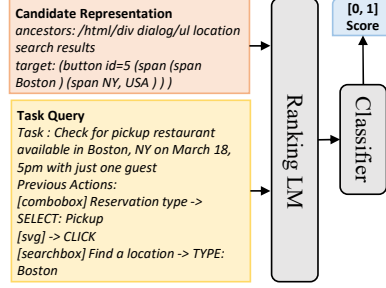 Candidate Representation
ancestors: /html/div dialog/ul location
search results
target: (button id=5 (span (span
Boston ) (span NY, USA ) ) )
Task Query
Task : Check for pickup restaurant
available in Boston, NY on March 18,
5pm with just one guest
Previous Actions:
[combobox] Reservation type ->
SELECT: Pickup
[svg] -> CLICK
[searchbox] Find a location -> TYPE:
Boston
Ranking LM
Classifier
[0, 1]
Score